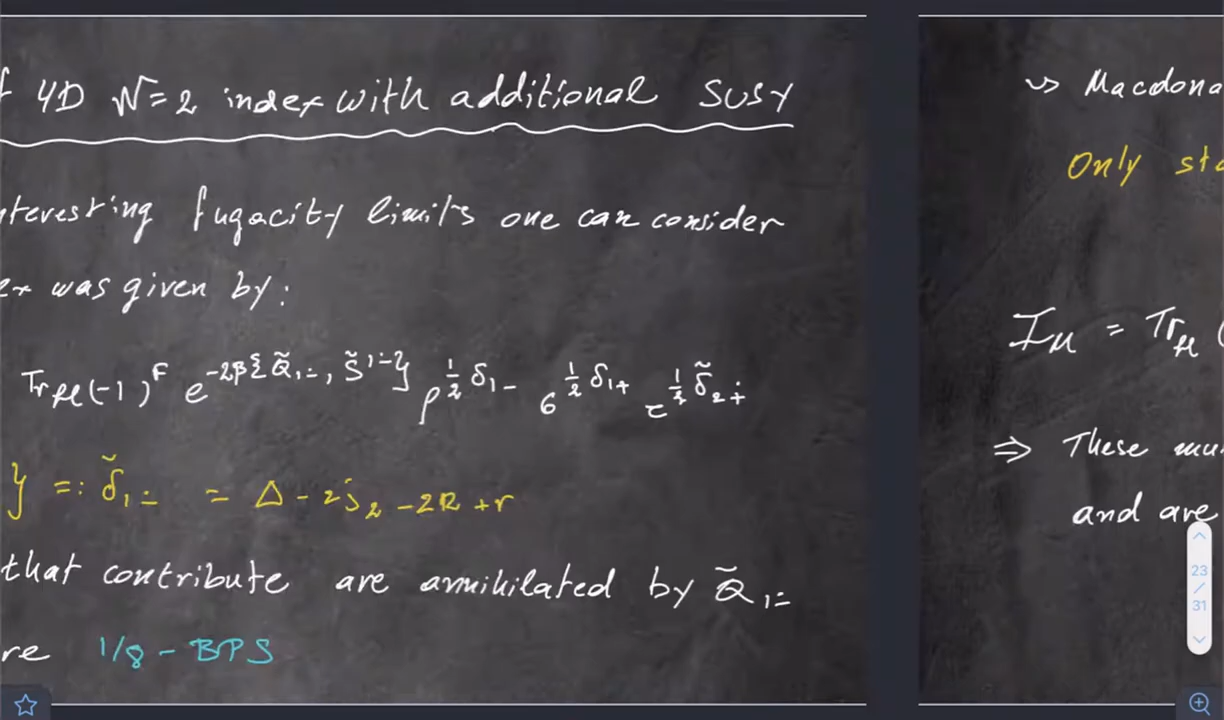 f 4D N=2 index with additional SUSY
nteresting fugacity limits one can consider
ex was given by:
Tr_ℋ(-1)^F e^{-2β{Q̃_{1∸}, S̃^{1∸}}} ρ^{½δ_{1-}} σ^{½δ_{1+}} τ^{½δ̃_{2∔}}
} =: δ̃_{1∸} = Δ - 2j_2 - 2R + r
that contribute are annihilated by Q̃_{1∸}
re 1/8 - BPS
↝ Macdona
Only sta
I_M = Tr_ℋ (
⇒ These mu
and are
23
/
31